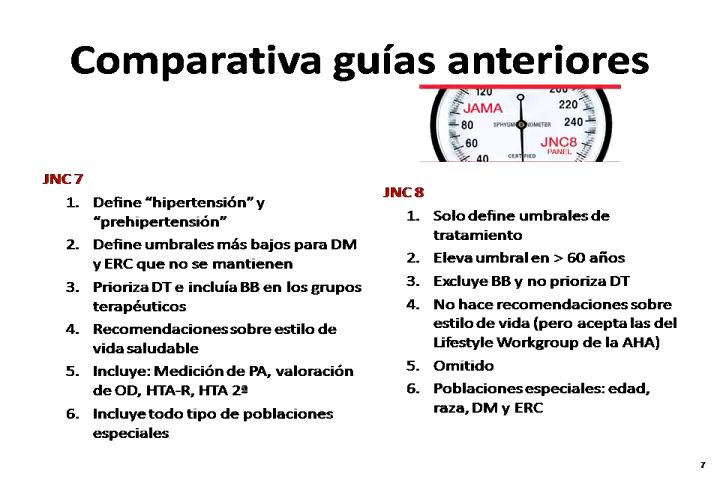 Comparativa guías anteriores
120
200
JAMA
220
80
SPHYGM
NOMETER
240
60
JNC8
PANEL
40
CERTIFIED
JNC 7
1. Define “hipertensión” y
“prehipertensión”
2. Define umbrales más bajos para DM
y ERC que no se mantienen
3. Prioriza DT e incluía BB en los grupos
terapéuticos
4. Recomendaciones sobre estilo de
vida saludable
5. Incluye: Medición de PA, valoración
de OD, HTA-R, HTA 2ª
6. Incluye todo tipo de poblaciones
especiales
JNC 8
1. Solo define umbrales de
tratamiento
2. Eleva umbral en > 60 años
3. Excluye BB y no prioriza DT
4. No hace recomendaciones sobre
estilo de vida (pero acepta las del
Lifestyle Workgroup de la AHA)
5. Omitido
6. Poblaciones especiales: edad,
raza, DM y ERC
7